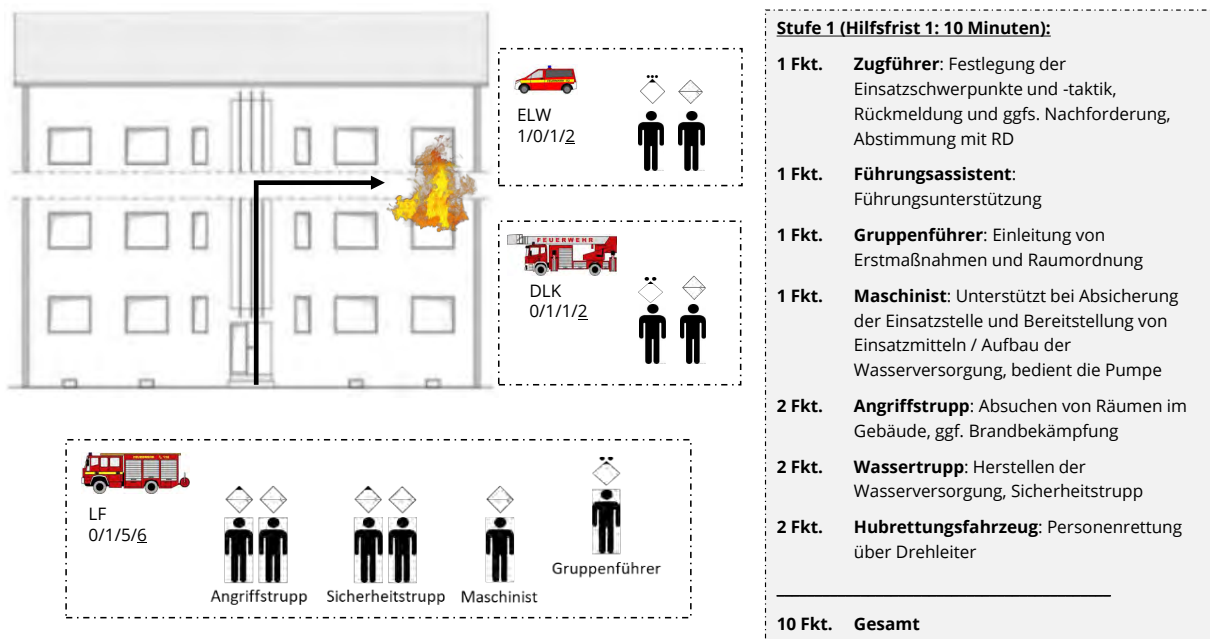 ELW
1/0/1/2
FEUERWEHR
DLK
0/1/1/2
LF
0/1/5/6
Angriffstrupp
Sicherheitstrupp
Maschinist
Gruppenführer
Stufe 1 (Hilfsfrist 1: 10 Minuten):
1 Fkt. Zugführer: Festlegung der
Einsatzschwerpunkte und -taktik,
Rückmeldung und ggfs. Nachforderung,
Abstimmung mit RD
1 Fkt. Führungsassistent:
Führungsunterstützung
1 Fkt. Gruppenführer: Einleitung von
Erstmaßnahmen und Raumordnung
1 Fkt. Maschinist: Unterstützt bei Absicherung
der Einsatzstelle und Bereitstellung von
Einsatzmitteln / Aufbau der
Wasserversorgung, bedient die Pumpe
2 Fkt. Angriffstrupp: Absuchen von Räumen im
Gebäude, ggf. Brandbekämpfung
2 Fkt. Wassertrupp: Herstellen der
Wasserversorgung, Sicherheitstrupp
2 Fkt. Hubrettungsfahrzeug: Personenrettung
über Drehleiter
10 Fkt. Gesamt